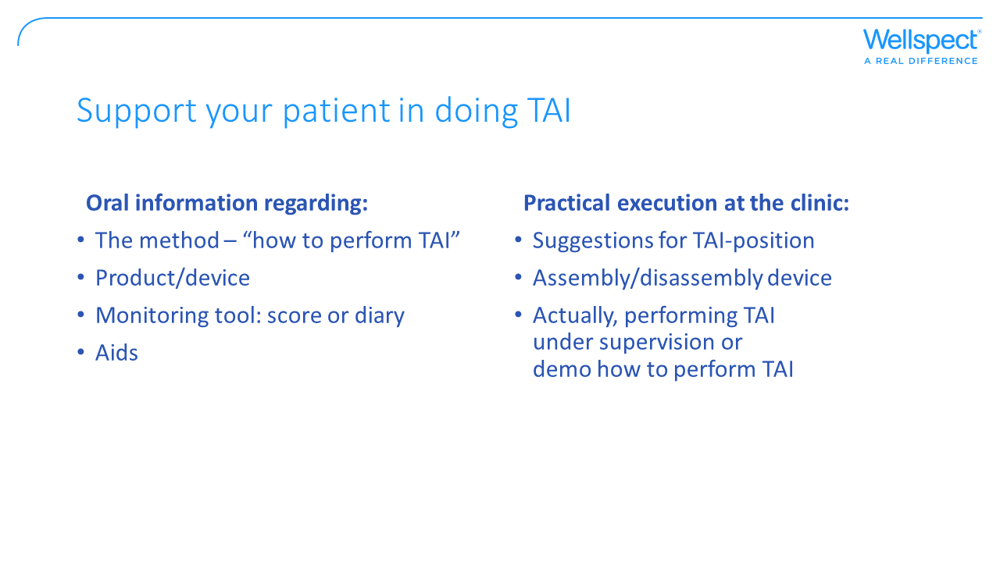 Wellspect®
A REAL DIFFERENCE
Support your patient in doing TAI
Oral information regarding:
• The method – “how to perform TAI”
• Product/device
• Monitoring tool: score or diary
• Aids
Practical execution at the clinic:
• Suggestions for TAI-position
• Assembly/disassembly device
• Actually, performing TAI
under supervision or
demo how to perform TAI